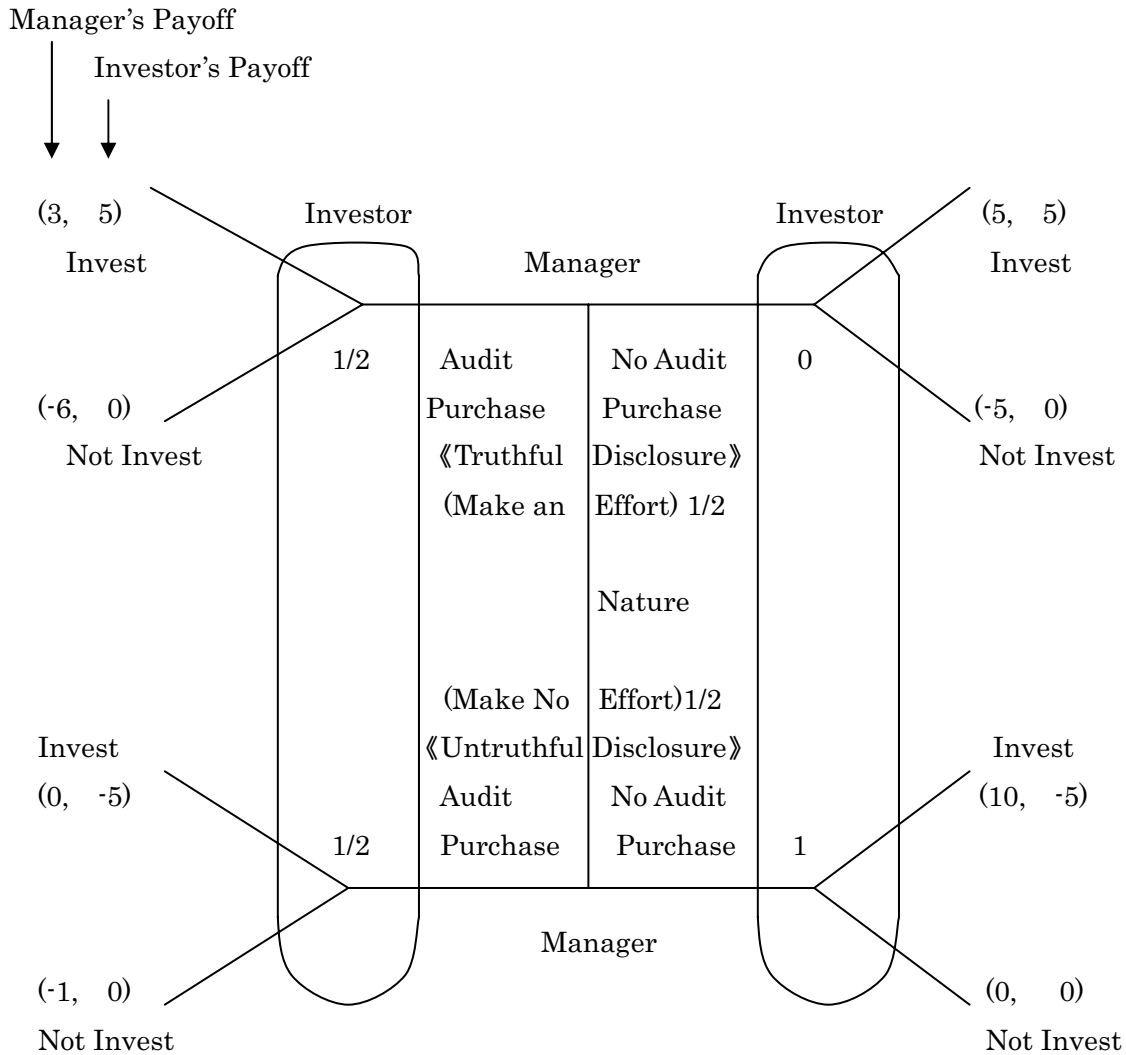 Manager’s Payoff
Investor’s Payoff
(3, 5)
Investor
Investor
(5, 5)
Invest
Manager
Invest
1/2
Audit
No Audit
0
(-6, 0)
Purchase
Purchase
(-5, 0)
Not Invest
《Truthful Disclosure》
Not Invest
(Make an Effort) 1/2
Nature
(Make No Effort)1/2
Invest
《Untruthful Disclosure》
Invest
(0, -5)
Audit
No Audit
(10, -5)
1/2
Purchase
Purchase
1
Manager
(-1, 0)
(0, 0)
Not Invest
Not Invest